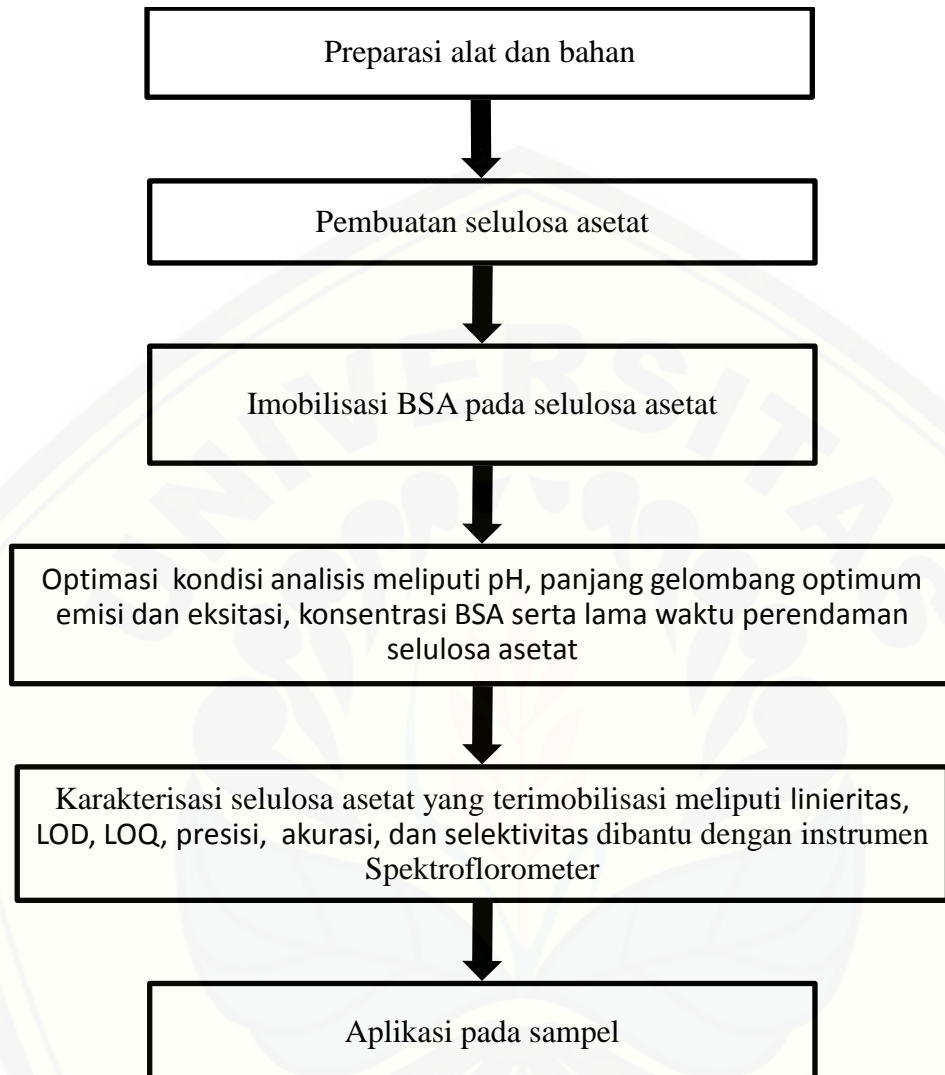 Preparasi alat dan bahan
Pembuatan selulosa asetat
UNIVERSITAS
Imobilisasi BSA pada selulosa asetat
Optimasi kondisi analisis meliputi pH, panjang gelombang optimum
emisi dan eksitasi, konsentrasi BSA serta lama waktu perendaman
selulosa asetat
Karakterisasi selulosa asetat yang terimobilisasi meliputi linieritas,
LOD, LOQ, presisi, akurasi, dan selektivitas dibantu dengan instrumen
Spektroflorometer
Aplikasi pada sampel